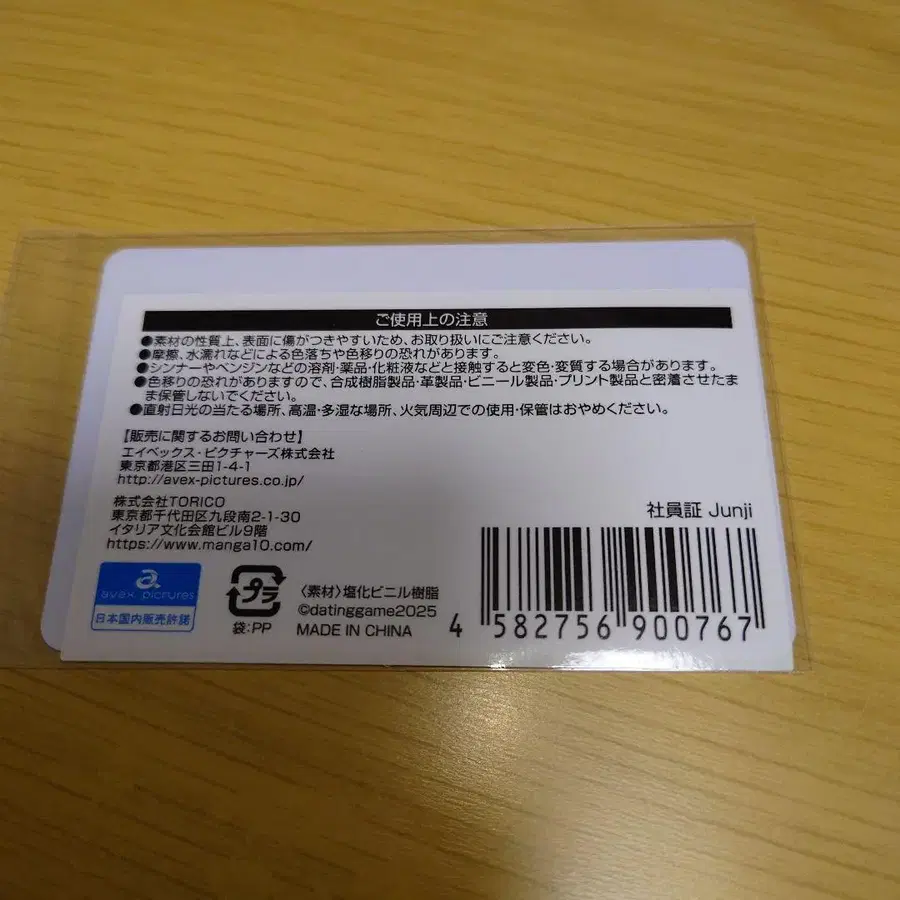 ご使用上の注意
●素材の性質上、表面に傷がつきやすいため、お取り扱いにご注意ください。
●摩擦、水濡れなどによる色落ちや色移りの恐れがあります。
●シンナーやベンジンなどの溶剤・薬品・化粧液などと接触すると変色・変質する場合があります。
●色移りの恐れがありますので、合成樹脂製品・革製品・ビニール製品・プリント製品と密着させたま
ま保管しないでください。
●直射日光の当たる場所、高温・多湿な場所、火気周辺での使用・保管はおやめください。
【販売に関するお問い合わせ】
エイベックス・ピクチャーズ株式会社
東京都港区三田1-4-1
http://avex-pictures.co.jp/
株式会社TORICO
東京都千代田区九段南2-1-30
イタリア文化会館ビル9階
https://www.manga10.com/
社員証 Junji
a
avex pictures
日本国内販売許諾
プラ
袋:PP
〈素材〉塩化ビニル樹脂
©datinggame2025
MADE IN CHINA
4 582756 900767